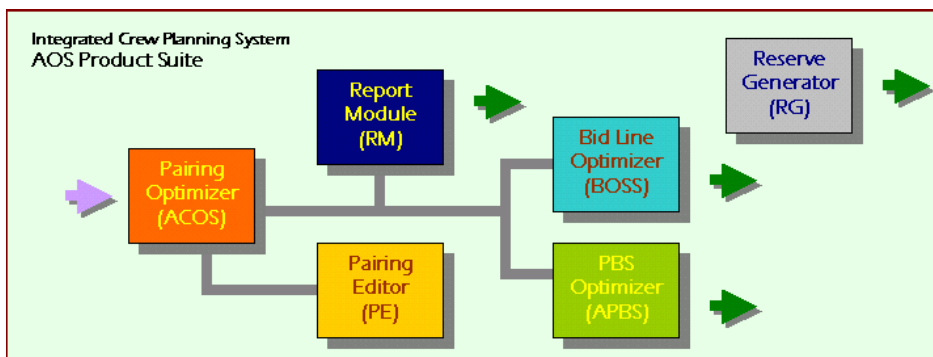 Integrated Crew Planning System
AOS Product Suite
Report
Module
(RM)
Reserve
Generator
(RG)
Pairing
Optimizer
(ACOS)
Bid Line
Optimizer
(BOSS)
Pairing
Editor
(PE)
PBS
Optimizer
(APBS)